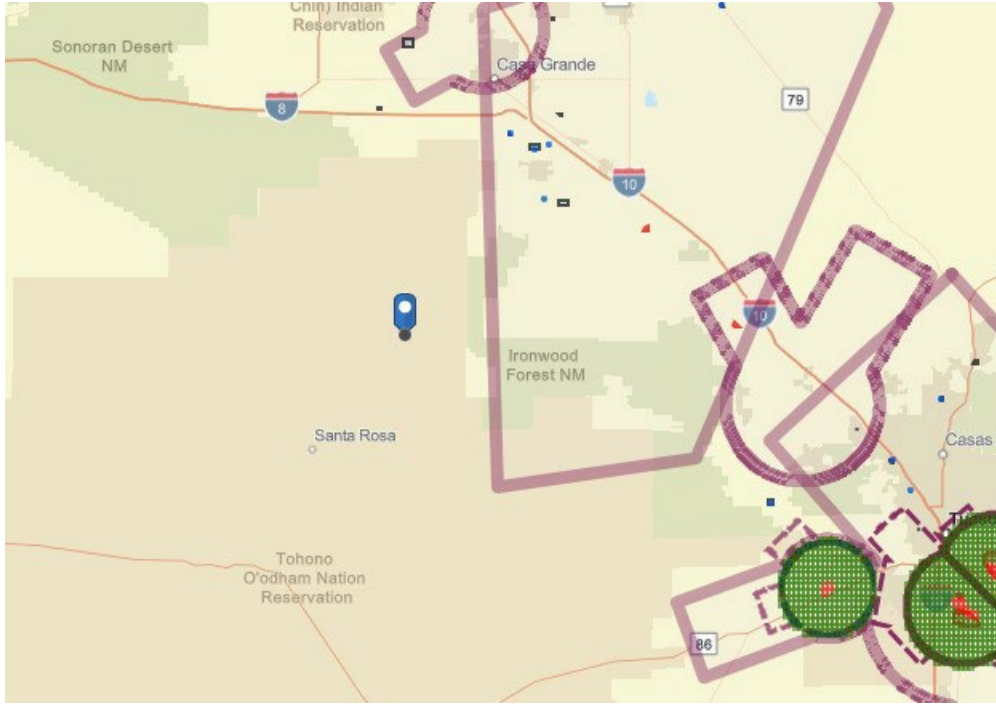 Chin) Indian
Reservation
Sonoran Desert
NM
Casa Grande
8
79
10
10
Ironwood
Forest NM
Santa Rosa
Casas
Tohono
O'odham Nation
Reservation
86